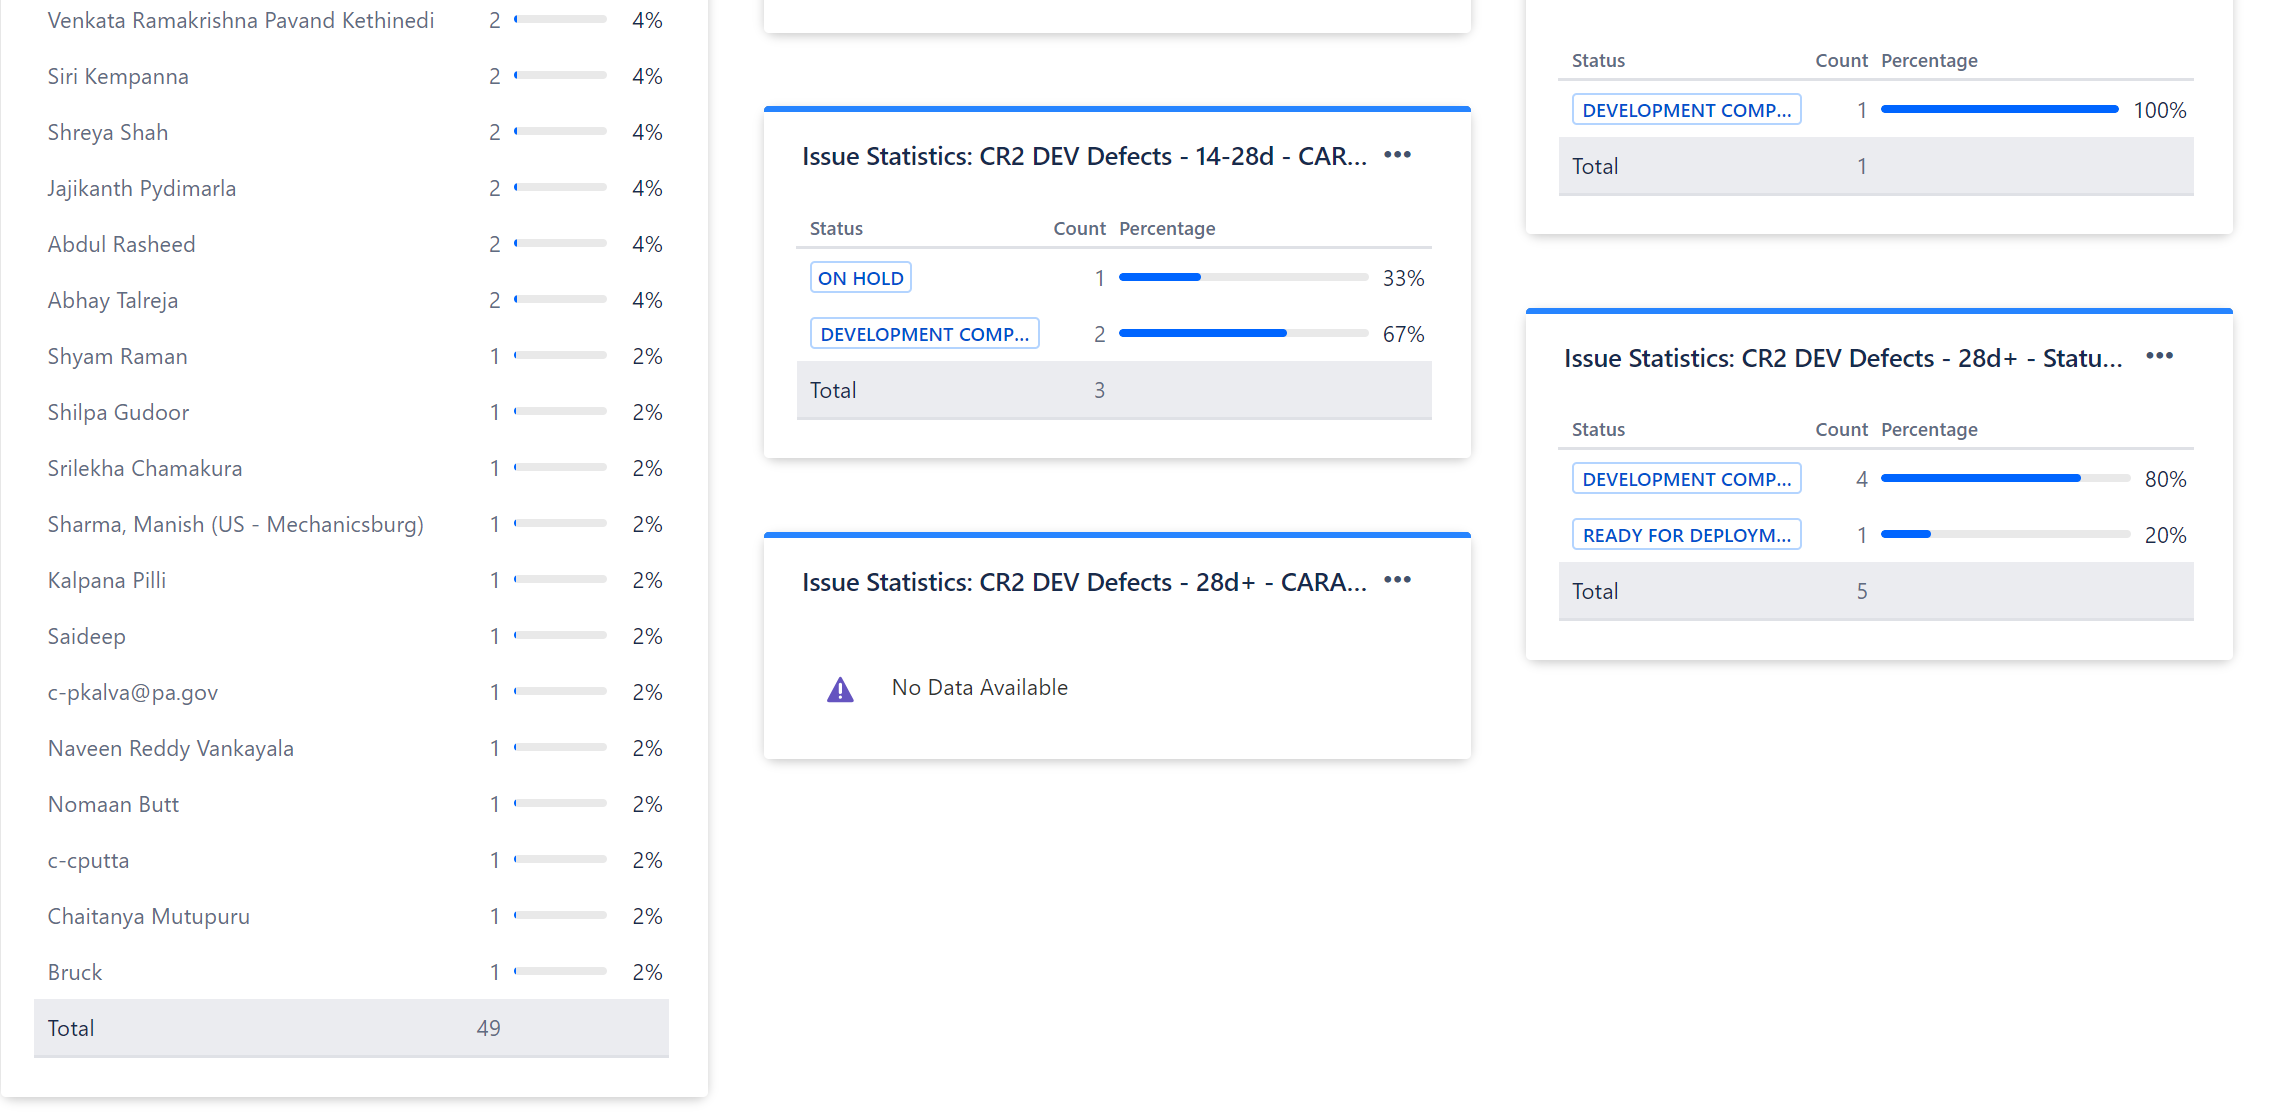 Venkata Ramakrishna Pavand Kethinedi 2 4%
Siri Kempanna 2 4%
Shreya Shah 2 4%
Jajikanth Pydimarla 2 4%
Abdul Rasheed 2 4%
Abhay Talreja 2 4%
Shyam Raman 1 2%
Shilpa Gudoor 1 2%
Srilekha Chamakura 1 2%
Sharma, Manish (US - Mechanicsburg) 1 2%
Kalpana Pilli 1 2%
Saideep 1 2%
c-pkalva@pa.gov 1 2%
Naveen Reddy Vankayala 1 2%
Nomaan Butt 1 2%
c-cputta 1 2%
Chaitanya Mutupuru 1 2%
Bruck 1 2%
Total 49
Issue Statistics: CR2 DEV Defects - 14-28d - CAR...
Status Count Percentage
ON HOLD 1 33%
DEVELOPMENT COMP... 2 67%
Total 3
Issue Statistics: CR2 DEV Defects - 28d+ - CARA...
No Data Available
Status Count Percentage
DEVELOPMENT COMP... 1 100%
Total 1
Issue Statistics: CR2 DEV Defects - 28d+ - Statu...
Status Count Percentage
DEVELOPMENT COMP... 4 80%
READY FOR DEPLOYM... 1 20%
Total 5